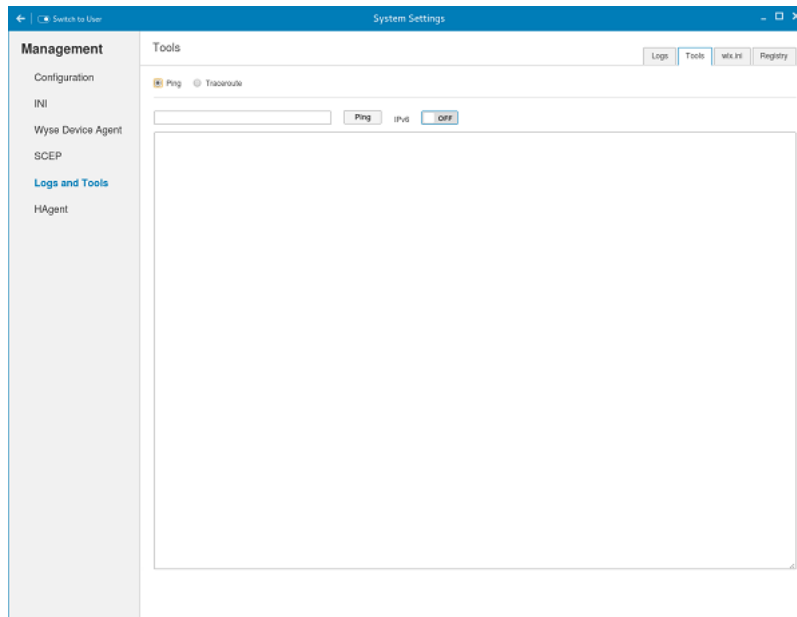 Switch to User
System Settings
Management
Configuration
INI
Wyse Device Agent
SCEP
Logs and Tools
HAgent
Tools
Logs
Tools
wlx.ini
Registry
Ping
Traceroute
Ping
IPv6
OFF